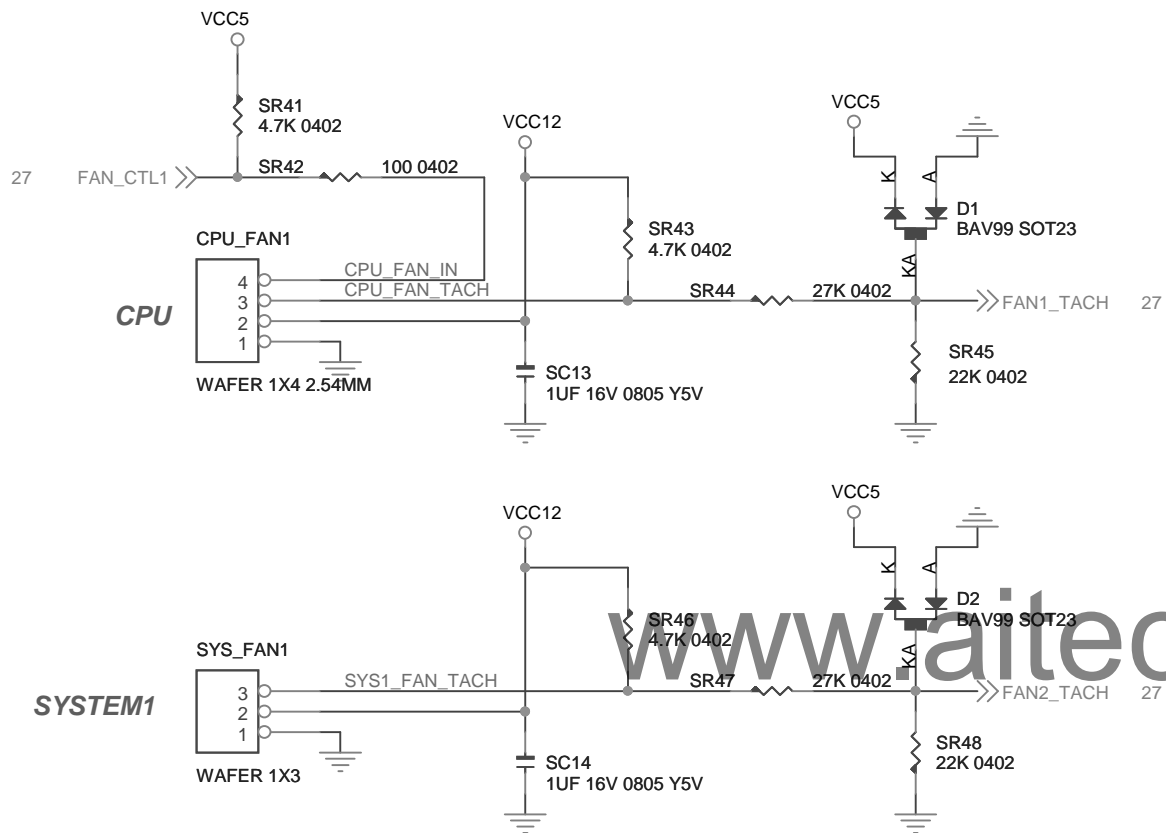 VCC5
SR41
4.7K 0402
VCC12
VCC5
27 FAN_CTL1 SR42 100 0402
K A
D1
BAV99 SOT23
SR43
4.7K 0402
CPU_FAN1
KA
4 CPU_FAN_IN
3 CPU_FAN_TACH SR44 27K 0402 FAN1_TACH 27
CPU
2
1
SR45
22K 0402
SC13
1UF 16V 0805 Y5V
WAFER 1X4 2.54MM
VCC12
VCC5
K A
D2
BAV99 SOT23
SR46
4.7K 0402
www.aitec
SYS_FAN1
KA
3 SYS1_FAN_TACH SR47 27K 0402 FAN2_TACH 27
SYSTEM1
2
1
SR48
22K 0402
SC14
1UF 16V 0805 Y5V
WAFER 1X3